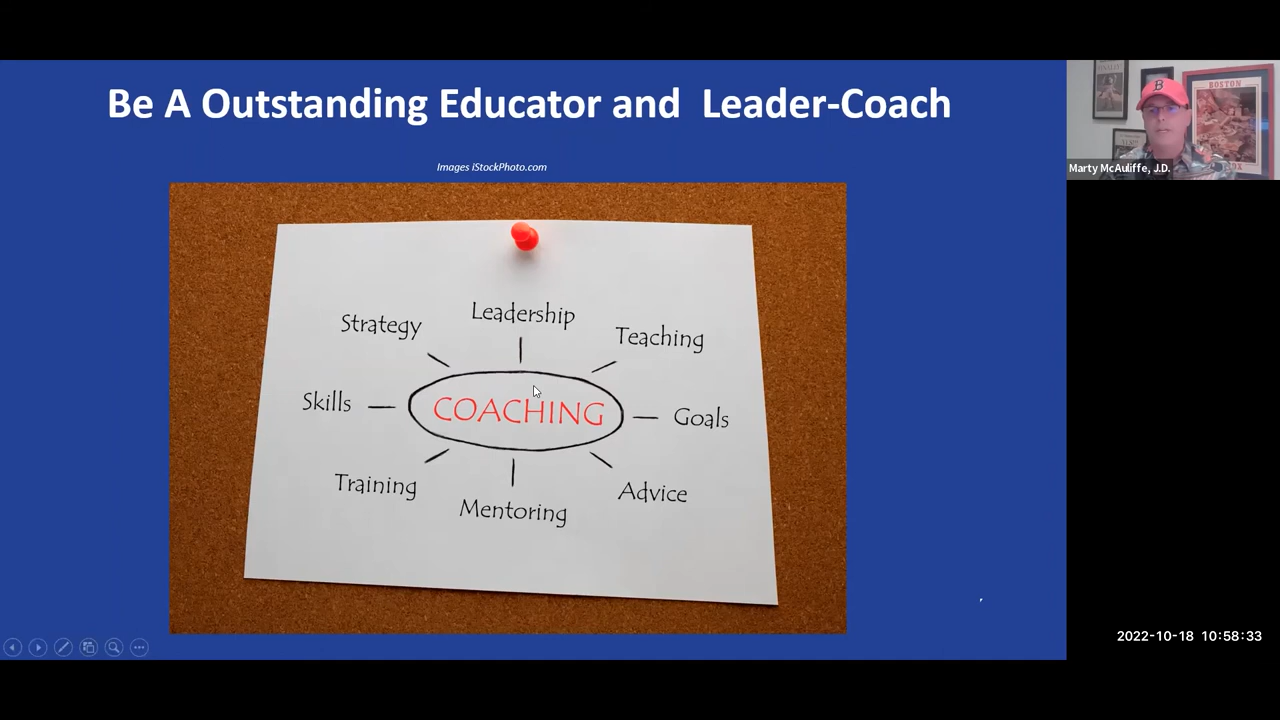 Be A Outstanding Educator and  Leader-Coach
Images iStockPhoto.com
Strategy
Leadership
Teaching
Skills
COACHING
Goals
Training
Mentoring
Advice
B
BOSTON
Marty McAuliffe, J.D.
2022-10-18 10:58:33